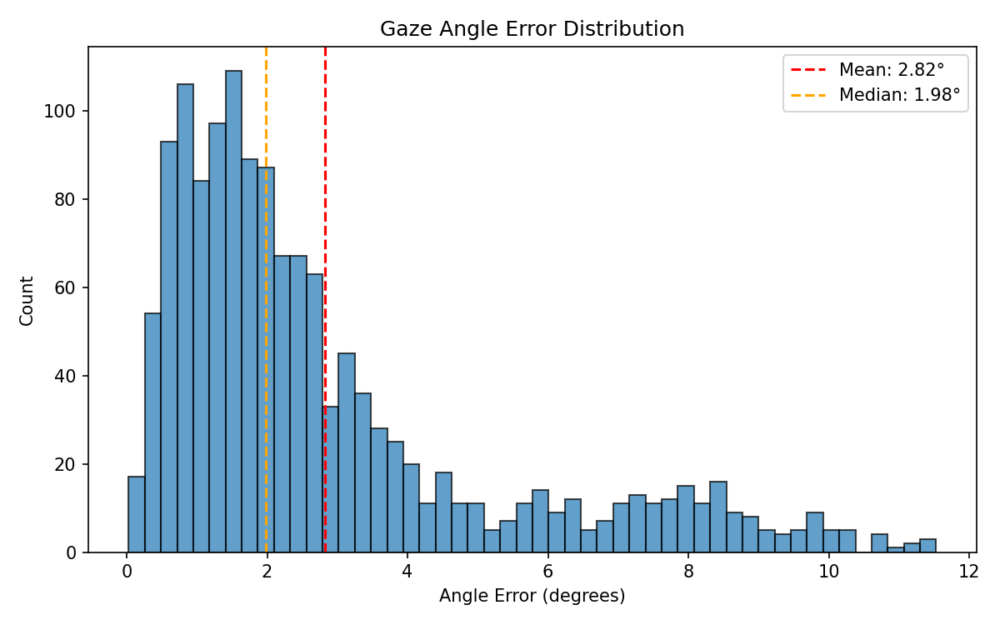 Gaze Angle Error Distribution
Mean: 2.82°
Median: 1.98°
100
80
60
40
20
0
Count
0 2 4 6 8 10 12
Angle Error (degrees)